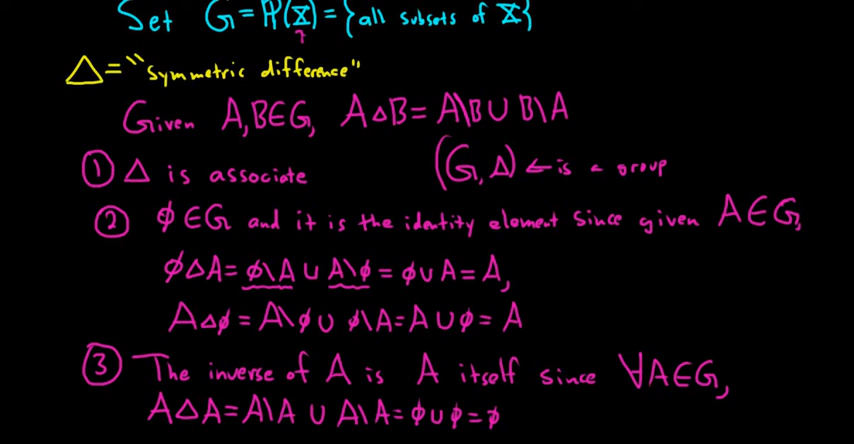 Set G = P(X) = {all subsets of X}
△ = "symmetric difference"
Given A,B∈G, A△B = A\B ∪ B\A
① △ is associate
(G, △) ← is a group
② ϕ∈G and it is the identity element since given A∈G,
ϕ△A = ϕ\A ∪ A\ϕ = ϕ∪A = A,
A△ϕ = A\ϕ ∪ ϕ\A = A∪ϕ = A
③ The inverse of A is A itself since ∀A∈G,
A△A = A\A ∪ A\A = ϕ∪ϕ = ϕ